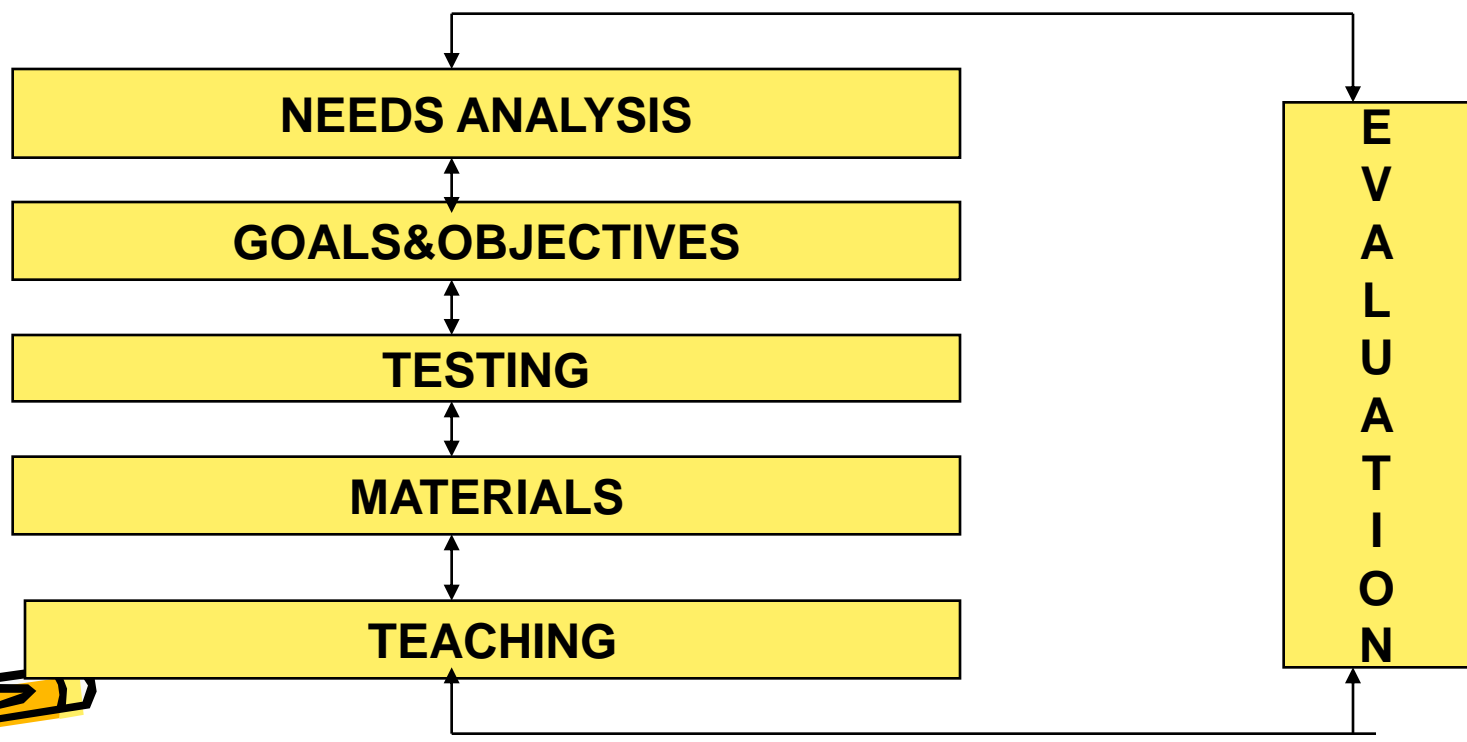 NEEDS ANALYSIS
GOALS&OBJECTIVES
TESTING
MATERIALS
TEACHING
E
V
A
L
U
A
T
I
O
N